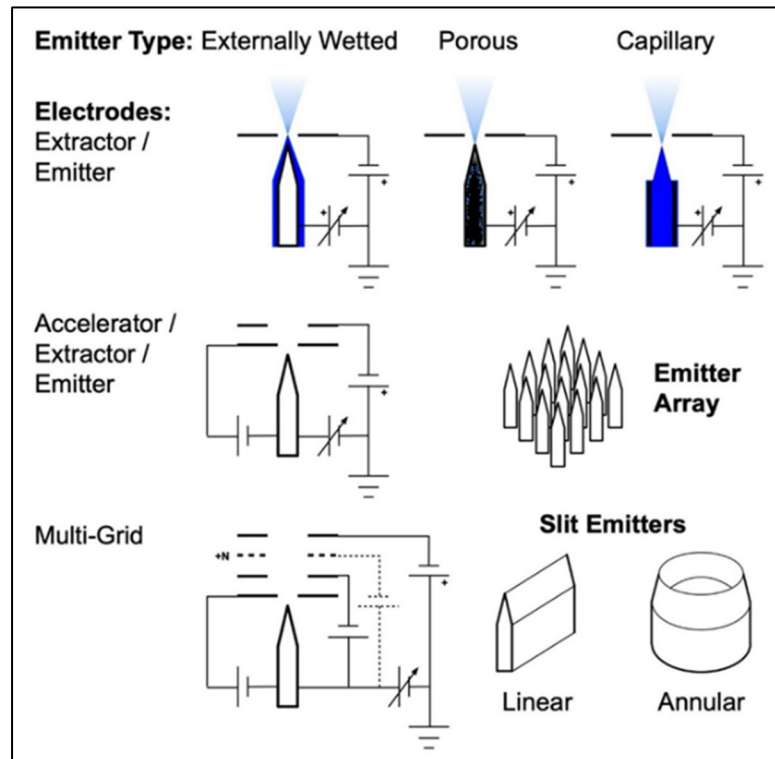 Emitter Type: Externally Wetted Porous Capillary
Electrodes:
Extractor /
Emitter
+
+
+
+
+
+
Accelerator /
Extractor /
Emitter
+
Emitter
Array
Multi-Grid
+N
+
Slit Emitters
Linear Annular